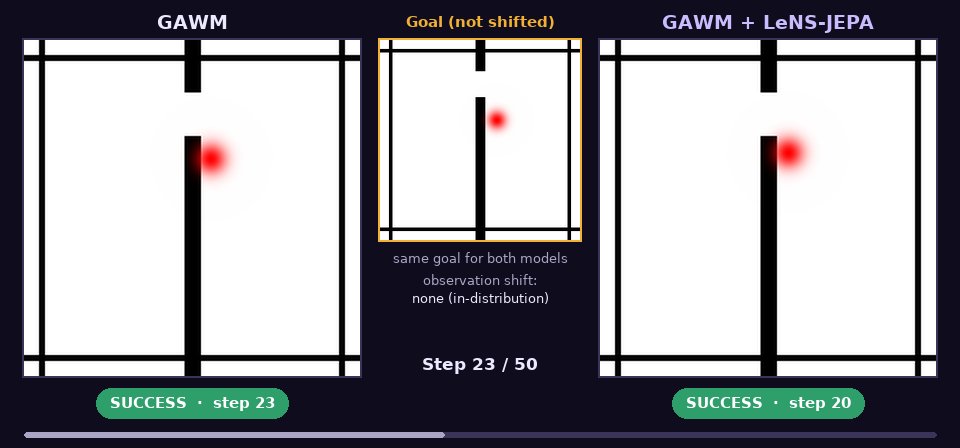 GAWM
Goal (not shifted)
GAWM + LeNS-JEPA
same goal for both models
observation shift:
none (in-distribution)
Step 23 / 50
SUCCESS · step 23
SUCCESS · step 20